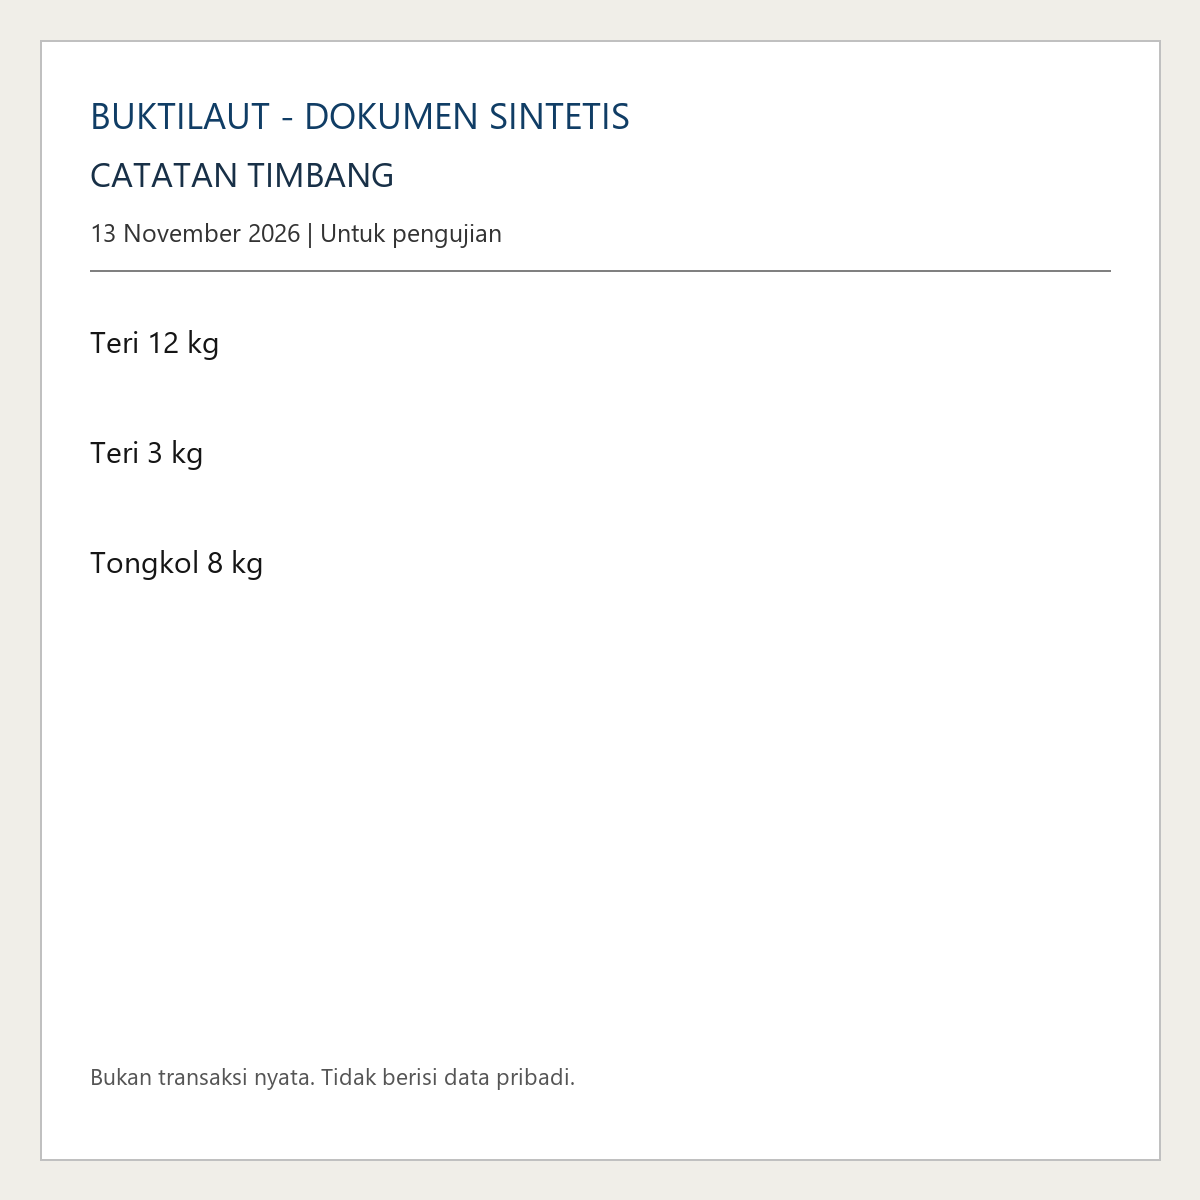 BUKTILAUT - DOKUMEN SINTETIS
CATATAN TIMBANG
13 November 2026 | Untuk pengujian
Teri 12 kg
Teri 3 kg
Tongkol 8 kg
Bukan transaksi nyata. Tidak berisi data pribadi.